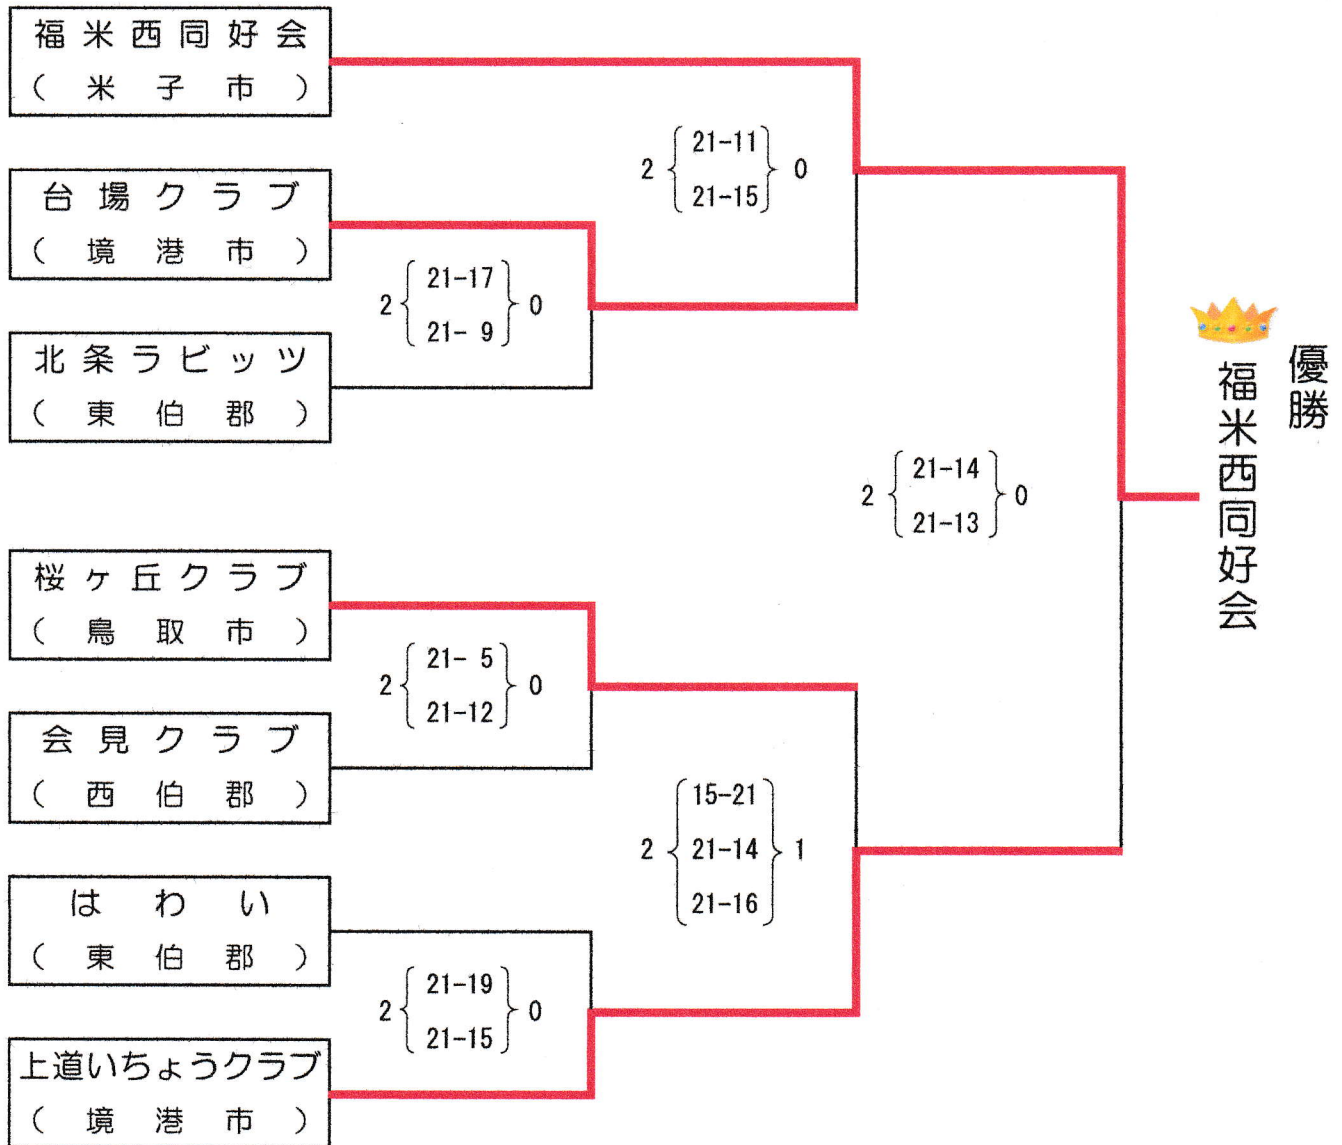 福米西同好会
(米子市)
台場クラブ
(境港市)
北条ラビッツ
(東伯郡)
桜ヶ丘クラブ
(鳥取市)
会見クラブ
(西伯郡)
はわい
(東伯郡)
上道いちょうクラブ
(境港市)
2 { 21-17 } 0
21- 9
2 { 21- 5 } 0
21-12
2 { 21-19 } 0
21-15
2 { 21-11 } 0
21-15
2 { 15-21
21-14 } 1
21-16
2 { 21-14 } 0
21-13
優勝
福米西同好会